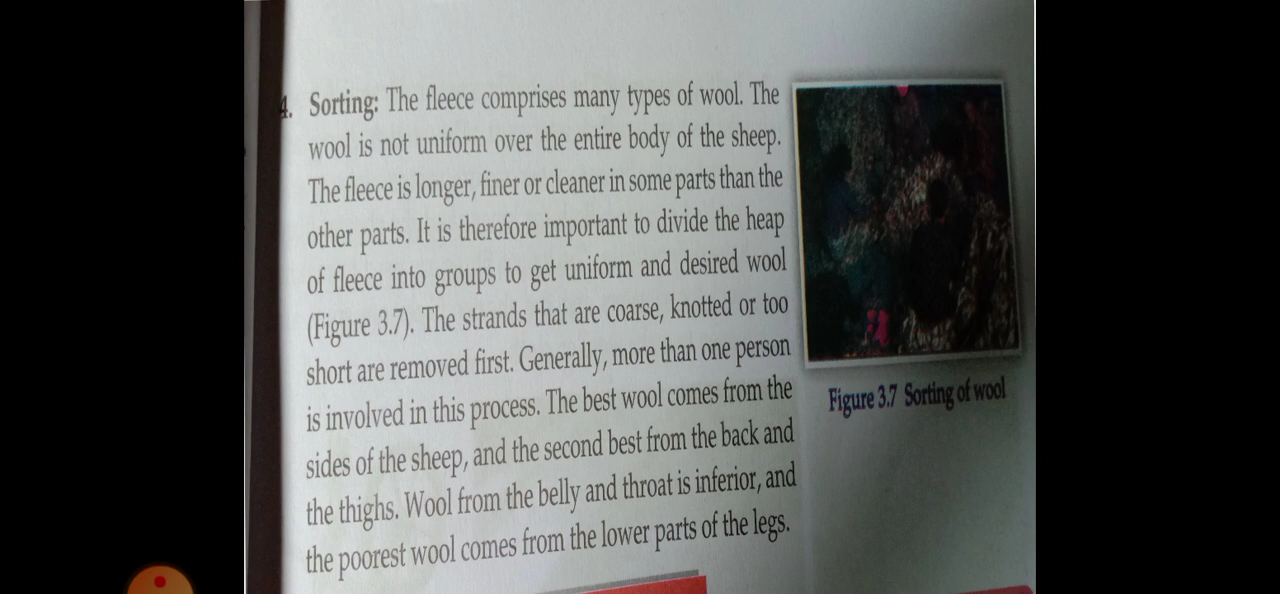 4. Sorting: The fleece comprises many types of wool. The
wool is not uniform over the entire body of the sheep.
The fleece is longer, finer or cleaner in some parts than the
other parts. It is therefore important to divide the heap
of fleece into groups to get uniform and desired wool
(Figure 3.7). The strands that are coarse, knotted or too
short are removed first. Generally, more than one person
is involved in this process. The best wool comes from the
sides of the sheep, and the second best from the back and
the thighs. Wool from the belly and throat is inferior, and
the poorest wool comes from the lower parts of the legs.
Figure 3.7 Sorting of wool